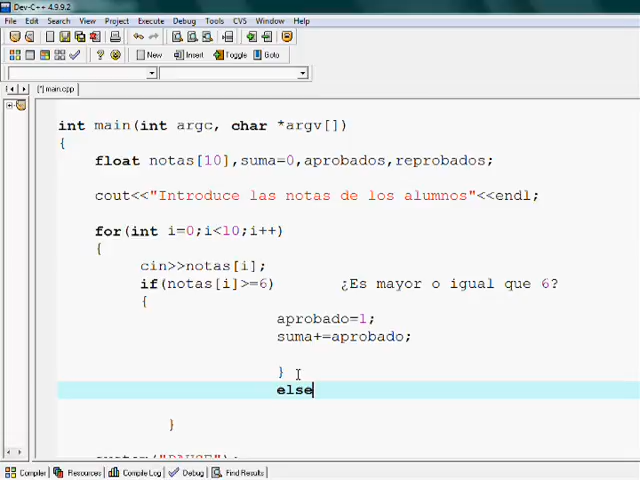 Dev-C++ 4.9.9.2
File Edit Search View Project Execute Debug Tools CVS Window Help
New Insert Toggle Goto
[*] main.cpp
int main(int argc, char *argv[])
{
float notas[10],suma=0,aprobados,reprobados;
cout<<"Introduce las notas de los alumnos"<<endl;
for(int i=0;i<10;i++)
{
cin>>notas[i];
if(notas[i]>=6) ¿Es mayor o igual que 6?
{
aprobado=1;
suma+=aprobado;
}
else
}
system("PAUSE");
Compiler Resources Compile Log Debug Find Results